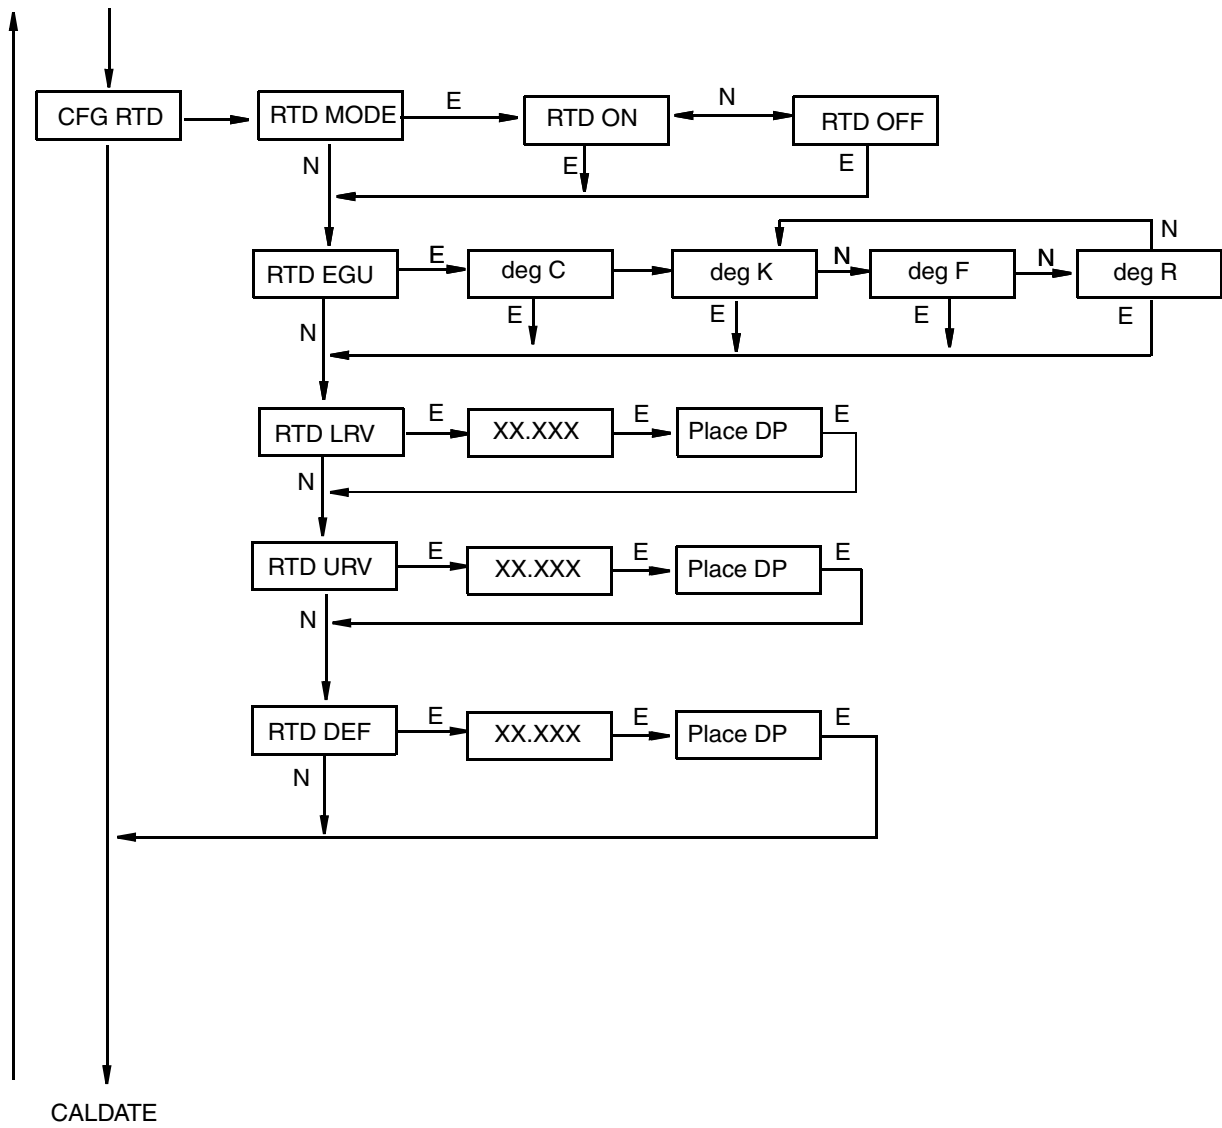 CFG RTD
RTD MODE
E
RTD ON
N
RTD OFF
N
E
E
RTD EGU
E
deg C
deg K
N
deg F
N
deg R
N
N
E
E
E
E
RTD LRV
E
XX.XXX
E
Place DP
E
N
RTD URV
E
XX.XXX
E
Place DP
E
N
RTD DEF
E
XX.XXX
E
Place DP
E
N
CALDATE